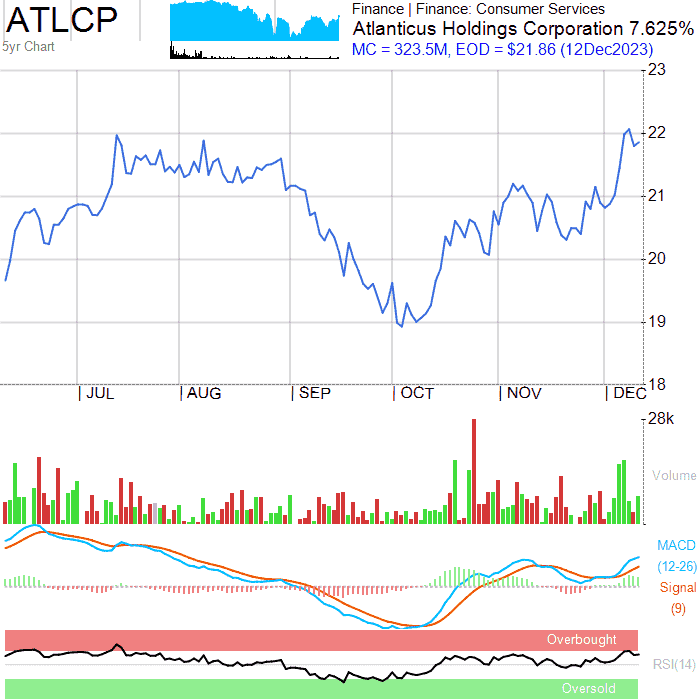 ATLCP
5yr Chart
Finance | Finance: Consumer Services
Atlanticus Holdings Corporation 7.625%
MC = 323.5M, EOD = $21.86 (12Dec2023)
23
22
21
20
19
18
| JUL | AUG | SEP | OCT | NOV | DEC
28k
Volume
MACD
(12-26)
Signal
(9)
Overbought
RSI(14)
Oversold